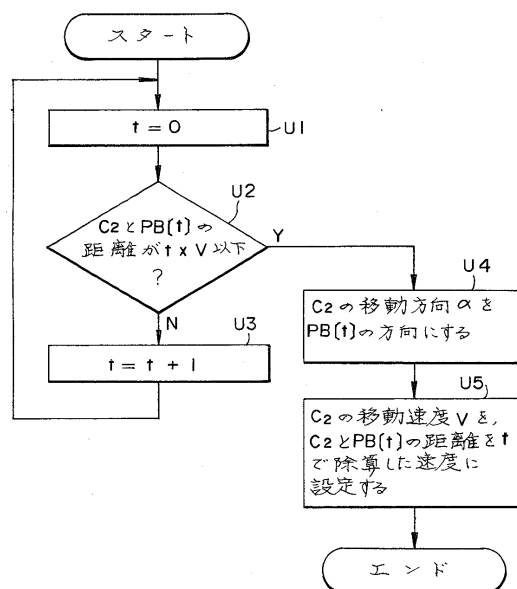 スタート
t = 0
U1
U2
C2とPB(t)の
距離がt x V以下
?
Y
N
U3
t = t + 1
U4
C2の移動方向αを
PB(t)の方向にする
U5
C2の移動速度Vを,
C2とPB(t)の距離をt
で除算した速度に
設定する
エンド